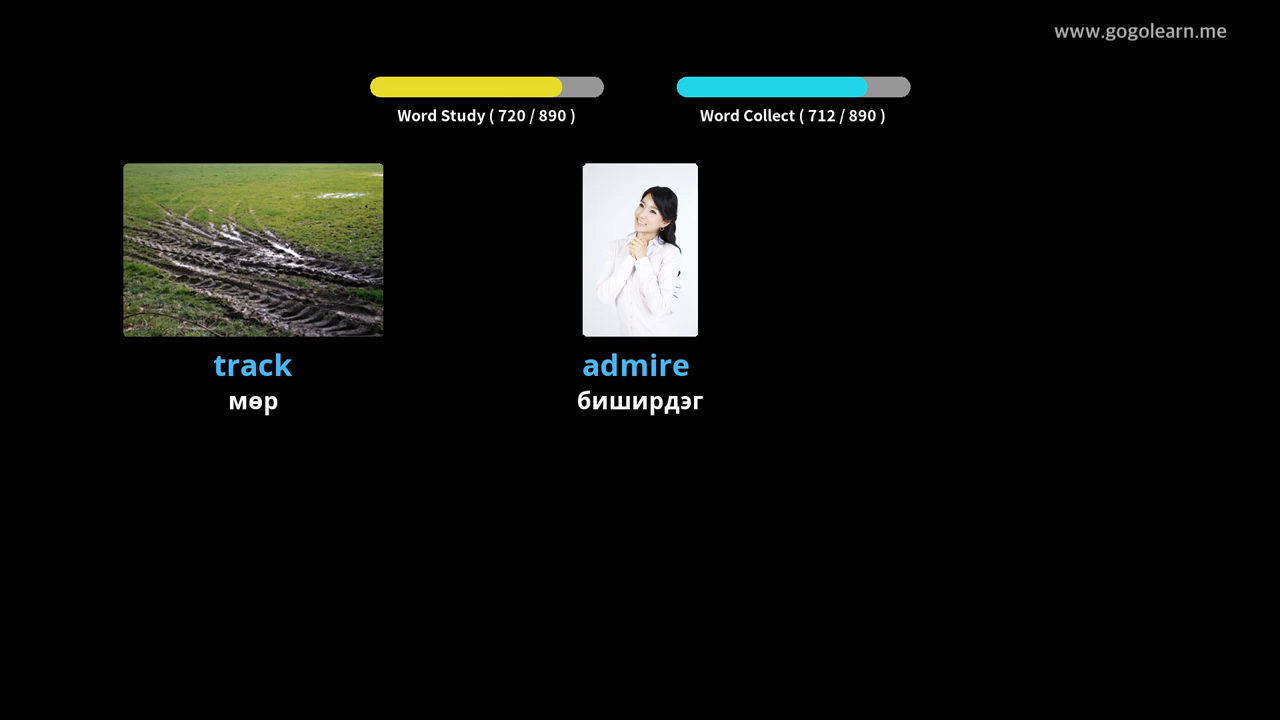 www.gogolearn.me
Word Study ( 720 / 890 )
Word Collect ( 712 / 890 )
track
мөр
admire
биширдэг